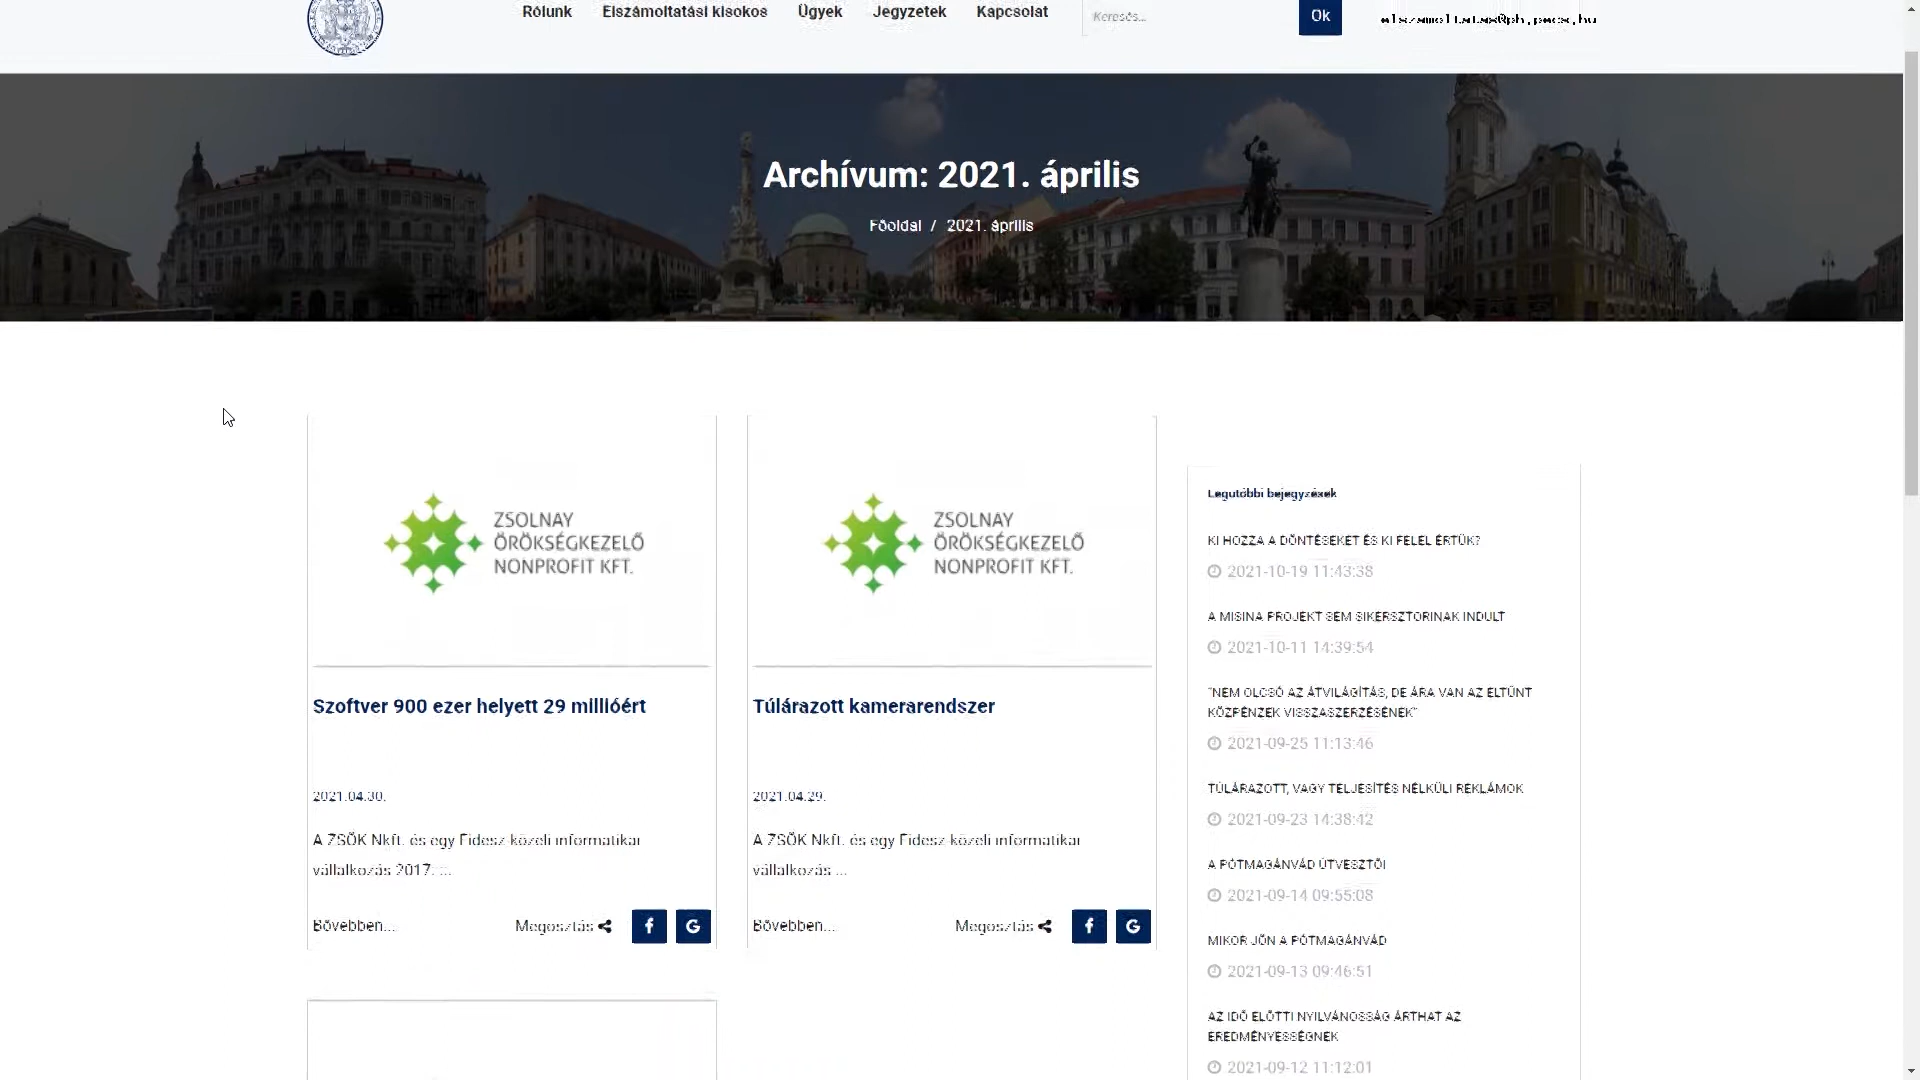 Rólunk
Elszámoltatási kisokos
Ügyek
Jegyzetek
Kapcsolat
Keresés...
Ok
elszamoltatas@ph.pecs.hu
Archívum: 2021. április
Főoldal / 2021. április
ZSOLNAY
ÖRÖKSÉGKEZELŐ
NONPROFIT KFT.
Szoftver 900 ezer helyett 29 millióért
2021.04.30.
A ZSÖK Nkft. és egy Fidesz-közeli informatikai
vállalkozás 2017. ...
Bővebben...
Megosztás
ZSOLNAY
ÖRÖKSÉGKEZELŐ
NONPROFIT KFT.
Túlárazott kamerarendszer
2021.04.29.
A ZSÖK Nkft. és egy Fidesz-közeli informatikai
vállalkozás ...
Bővebben...
Megosztás
Legutóbbi bejegyzések
KI HOZZA A DÖNTÉSEKET ÉS KI FELEL ÉRTÜK?
2021-10-19 11:43:38
A MISINA PROJEKT SEM SIKERSZTORINAK INDULT
2021-10-11 14:39:54
"NEM OLCSÓ AZ ÁTVILÁGÍTÁS, DE ÁRA VAN AZ ELTŰNT
KÖZPÉNZEK VISSZASZERZÉSÉNEK"
2021-09-25 11:13:46
TÚLÁRAZOTT, VAGY TELJESÍTÉS NÉLKÜLI REKLÁMOK
2021-09-23 14:38:42
A PÓTMAGÁNVÁD ÚTVESZTŐI
2021-09-14 09:55:08
MIKOR JÖN A PÓTMAGÁNVÁD
2021-09-13 09:46:51
AZ IDŐ ELŐTTI NYILVÁNOSSÁG ÁRTHAT AZ
EREDMÉNYESSÉGNEK
2021-09-12 11:12:01